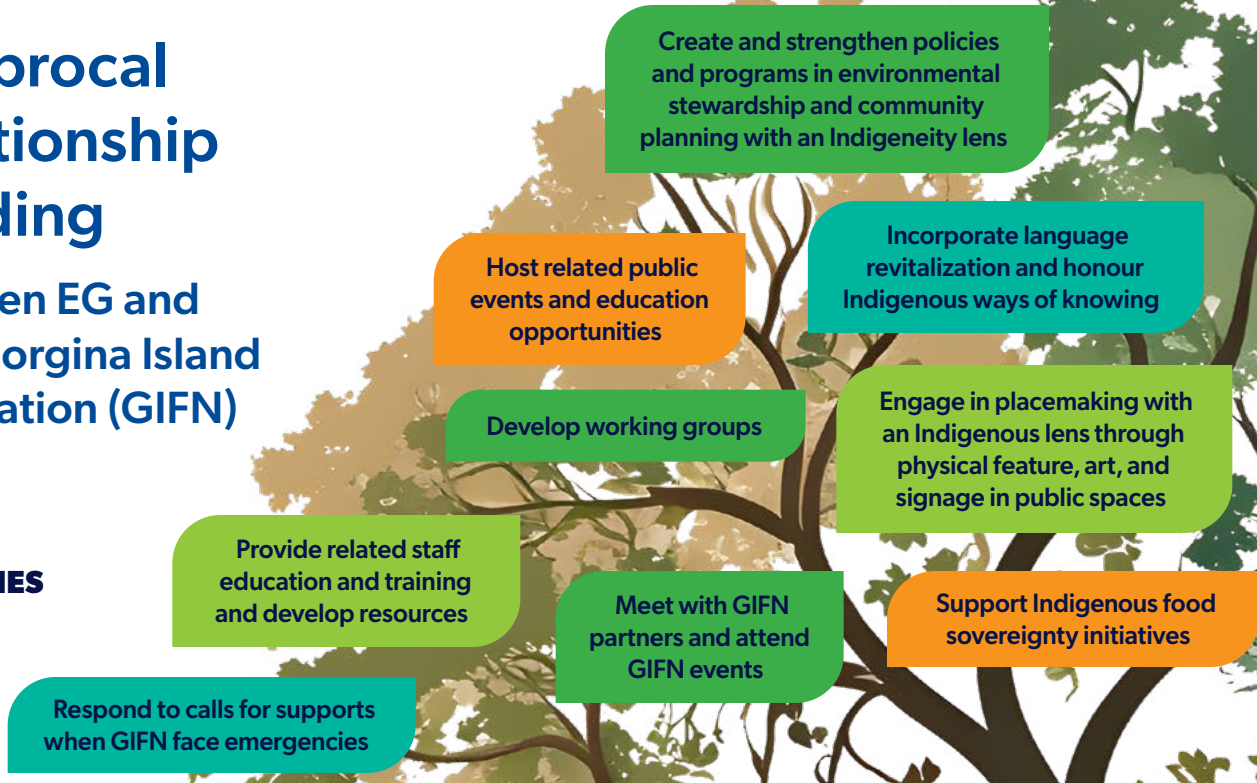 procal
tionship
ding
en EG and
orgina Island
ation (GIFN)
IES
Create and strengthen policies
and programs in environmental
stewardship and community
planning with an Indigeneity lens
Host related public
events and education
opportunities
Incorporate language
revitalization and honour
Indigenous ways of knowing
Develop working groups
Engage in placemaking with
an Indigenous lens through
physical feature, art, and
signage in public spaces
Provide related staff
education and training
and develop resources
Meet with GIFN
partners and attend
GIFN events
Support Indigenous food
sovereignty initiatives
Respond to calls for supports
when GIFN face emergencies